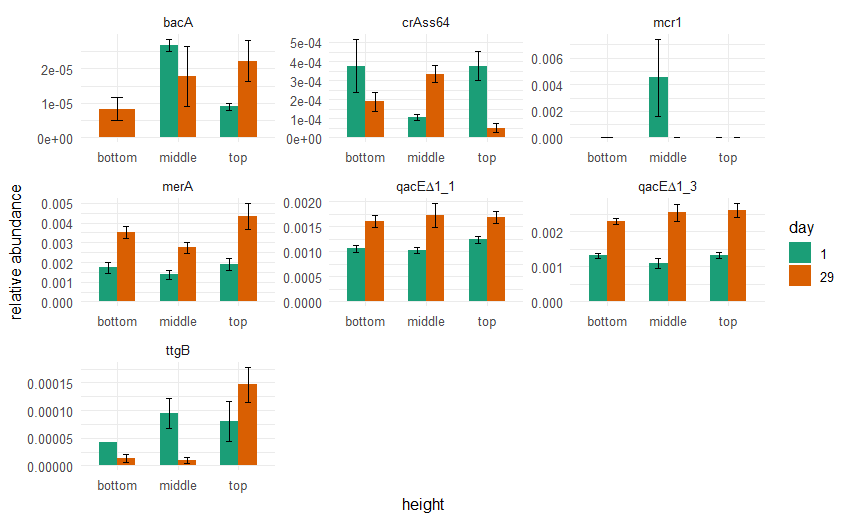 bacA
crAss64
mcr1
2e-05
1e-05
0e+00
bottom
middle
top
5e-04
4e-04
3e-04
2e-04
1e-04
0e+00
bottom
middle
top
0.006
0.004
0.002
0.000
bottom
middle
top
merA
qacE∆1_1
qacE∆1_3
0.005
0.004
0.003
0.002
0.001
0.000
bottom
middle
top
0.0020
0.0015
0.0010
0.0005
0.0000
bottom
middle
top
0.002
0.001
0.000
bottom
middle
top
ttgB
0.00015
0.00010
0.00005
0.00000
bottom
middle
top
relative abundance
height
day
1
29